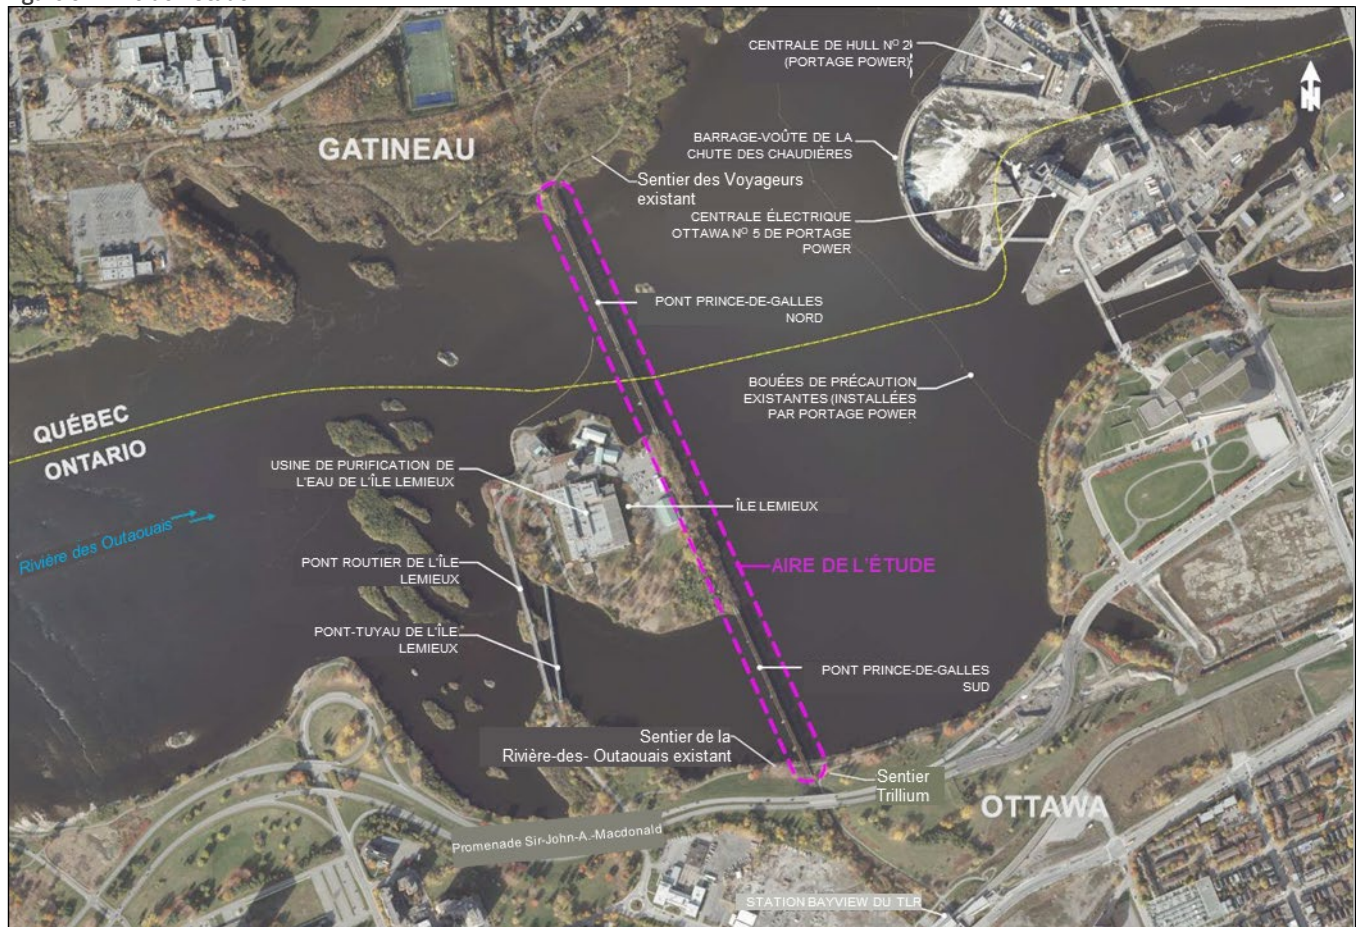 CENTRALE DE HULL Nº 2
(PORTAGE POWER)
N
GATINEAU
BARRAGE-VOÛTE DE LA
CHUTE DES CHAUDIÈRES
Sentier des Voyageurs
existant
CENTRALE ÉLECTRIQUE
OTTAWA Nº 5 DE PORTAGE
POWER
PONT PRINCE-DE-GALLES
NORD
BOUÉES DE PRÉCAUTION
EXISTANTES (INSTALLÉES
PAR PORTAGE POWER
QUÉBEC
ONTARIO
USINE DE PURIFICATION DE
L'EAU DE L'ÎLE LEMIEUX
ÎLE LEMIEUX
Rivière des Outaouais
PONT ROUTIER DE L'ÎLE
LEMIEUX
AIRE DE L'ÉTUDE
PONT-TUYAU DE L'ÎLE
LEMIEUX
PONT PRINCE-DE-GALLES
SUD
Sentier de la
Rivière-des- Outaouais existant
Sentier
Trillium
OTTAWA
Promenade Sir-John-A.-Macdonald
STATION BAYVIEW DU TLR